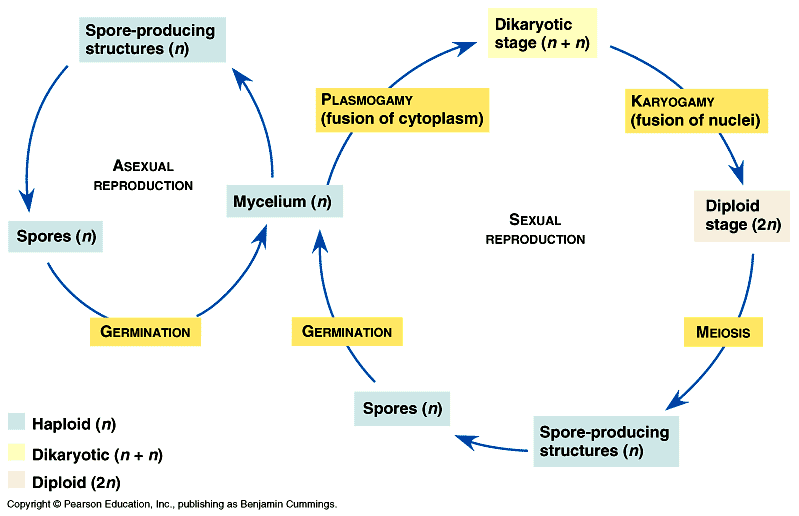 Spore-producing
structures (n)
Dikaryotic
stage (n + n)
PLASMOGAMY
(fusion of cytoplasm)
KARYOGAMY
(fusion of nuclei)
ASEXUAL
REPRODUCTION
Mycelium (n)
Spores (n)
SEXUAL
REPRODUCTION
Diploid
stage (2n)
GERMINATION
GERMINATION
MEIOSIS
Spores (n)
Spore-producing
structures (n)
Haploid (n)
Dikaryotic (n + n)
Diploid (2n)
Copyright © Pearson Education, Inc., publishing as Benjamin Cummings.